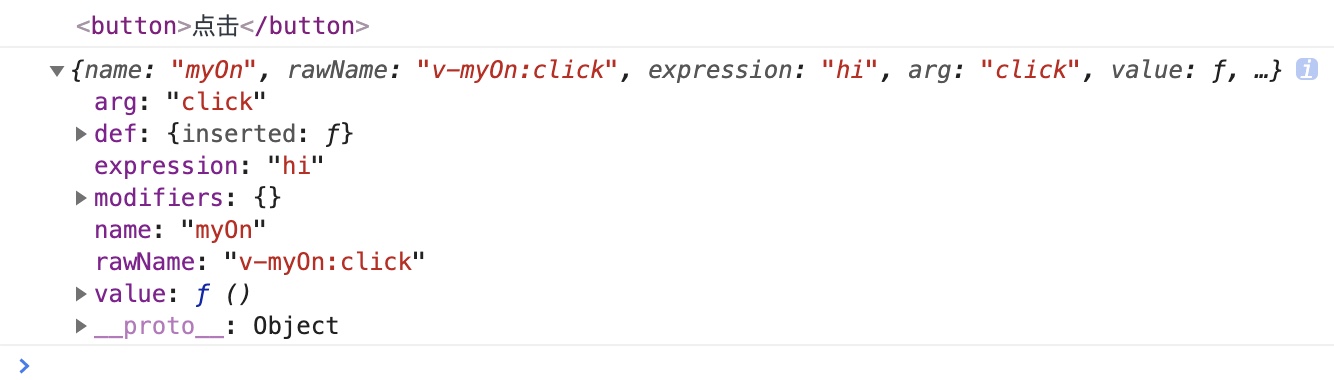 <button>点击</button>
▼{name: "myOn", rawName: "v-myOn:click", expression: "hi", arg: "click", value: ƒ, …} i
arg: "click"
▶def: {inserted: ƒ}
expression: "hi"
▶modifiers: {}
name: "myOn"
rawName: "v-myOn:click"
▶value: ƒ ()
▶__proto__: Object
>